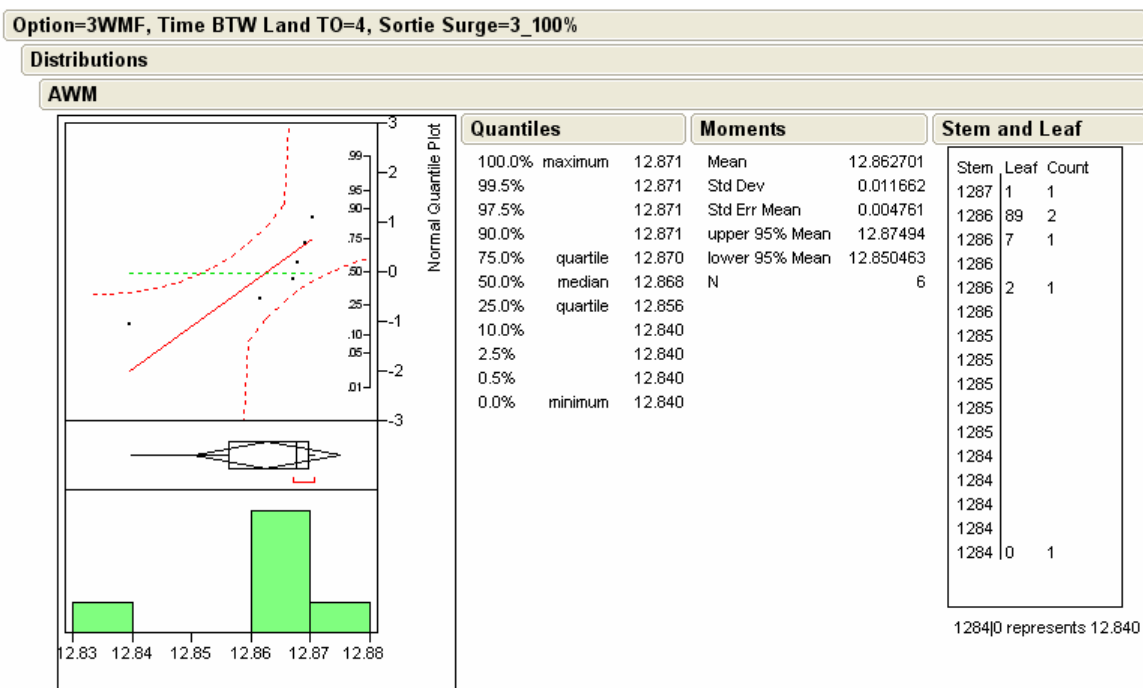 Option=3WMF, Time BTW Land TO=4, Sortie Surge=3_100%
Distributions
AWM
3
2
1
0
-1
-2
-3
.99
.95
.90
.75
.50
.25
.10
.05
.01
Normal Quantile Plot
12.83 12.84 12.85 12.86 12.87 12.88
Quantiles
100.0% maximum 12.871
99.5% 12.871
97.5% 12.871
90.0% 12.871
75.0% quartile 12.870
50.0% median 12.868
25.0% quartile 12.856
10.0% 12.840
2.5% 12.840
0.5% 12.840
0.0% minimum 12.840
Moments
Mean 12.862701
Std Dev 0.011662
Std Err Mean 0.004761
upper 95% Mean 12.87494
lower 95% Mean 12.850463
N 6
Stem and Leaf
Stem Leaf Count
1287 1 1
1286 89 2
1286 7 1
1286
1286 2 1
1286
1285
1285
1285
1285
1285
1284
1284
1284
1284
1284 0 1
1284|0 represents 12.840